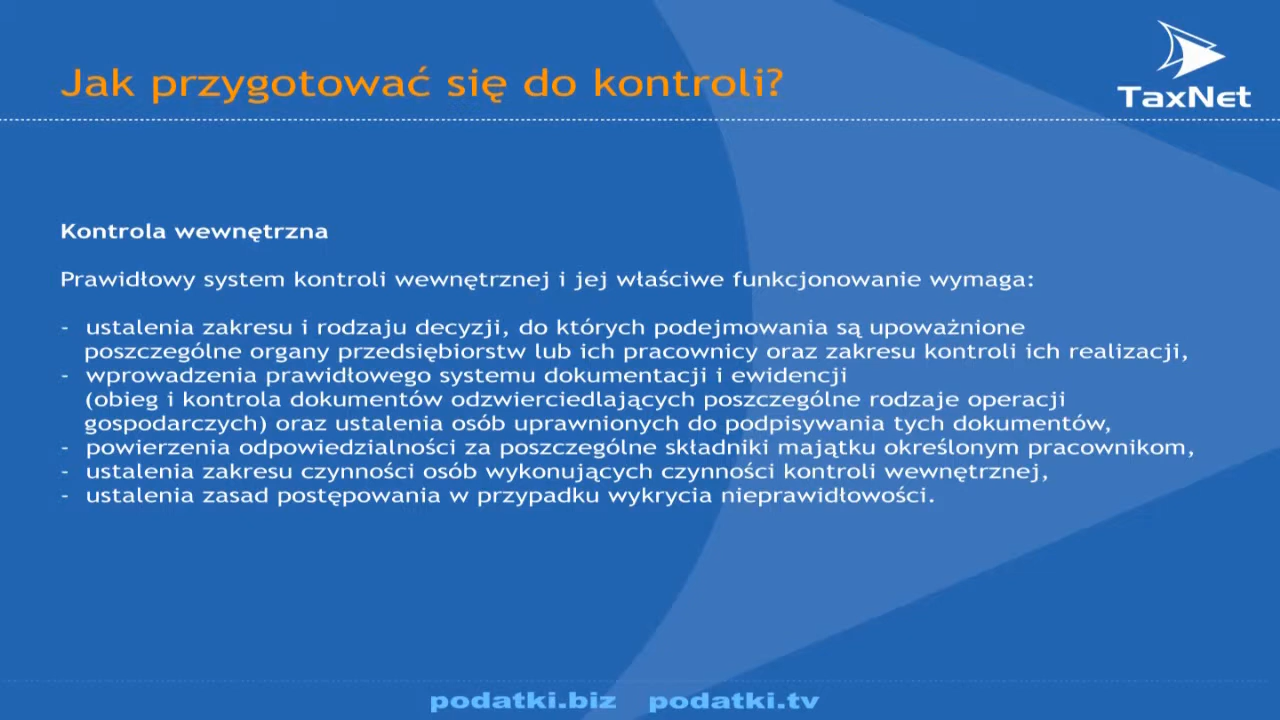 Jak przygotować się do kontroli?
TaxNet
Kontrola wewnętrzna
Prawidłowy system kontroli wewnętrznej i jej właściwe funkcjonowanie wymaga:
- ustalenia zakresu i rodzaju decyzji, do których podejmowania są upoważnione
poszczególne organy przedsiębiorstw lub ich pracownicy oraz zakresu kontroli ich realizacji,
- wprowadzenia prawidłowego systemu dokumentacji i ewidencji
(obieg i kontrola dokumentów odzwierciedlających poszczególne rodzaje operacji
gospodarczych) oraz ustalenia osób uprawnionych do podpisywania tych dokumentów,
- powierzenia odpowiedzialności za poszczególne składniki majątku określonym pracownikom,
- ustalenia zakresu czynności osób wykonujących czynności kontroli wewnętrznej,
- ustalenia zasad postępowania w przypadku wykrycia nieprawidłowości.
podatki.biz podatki.tv